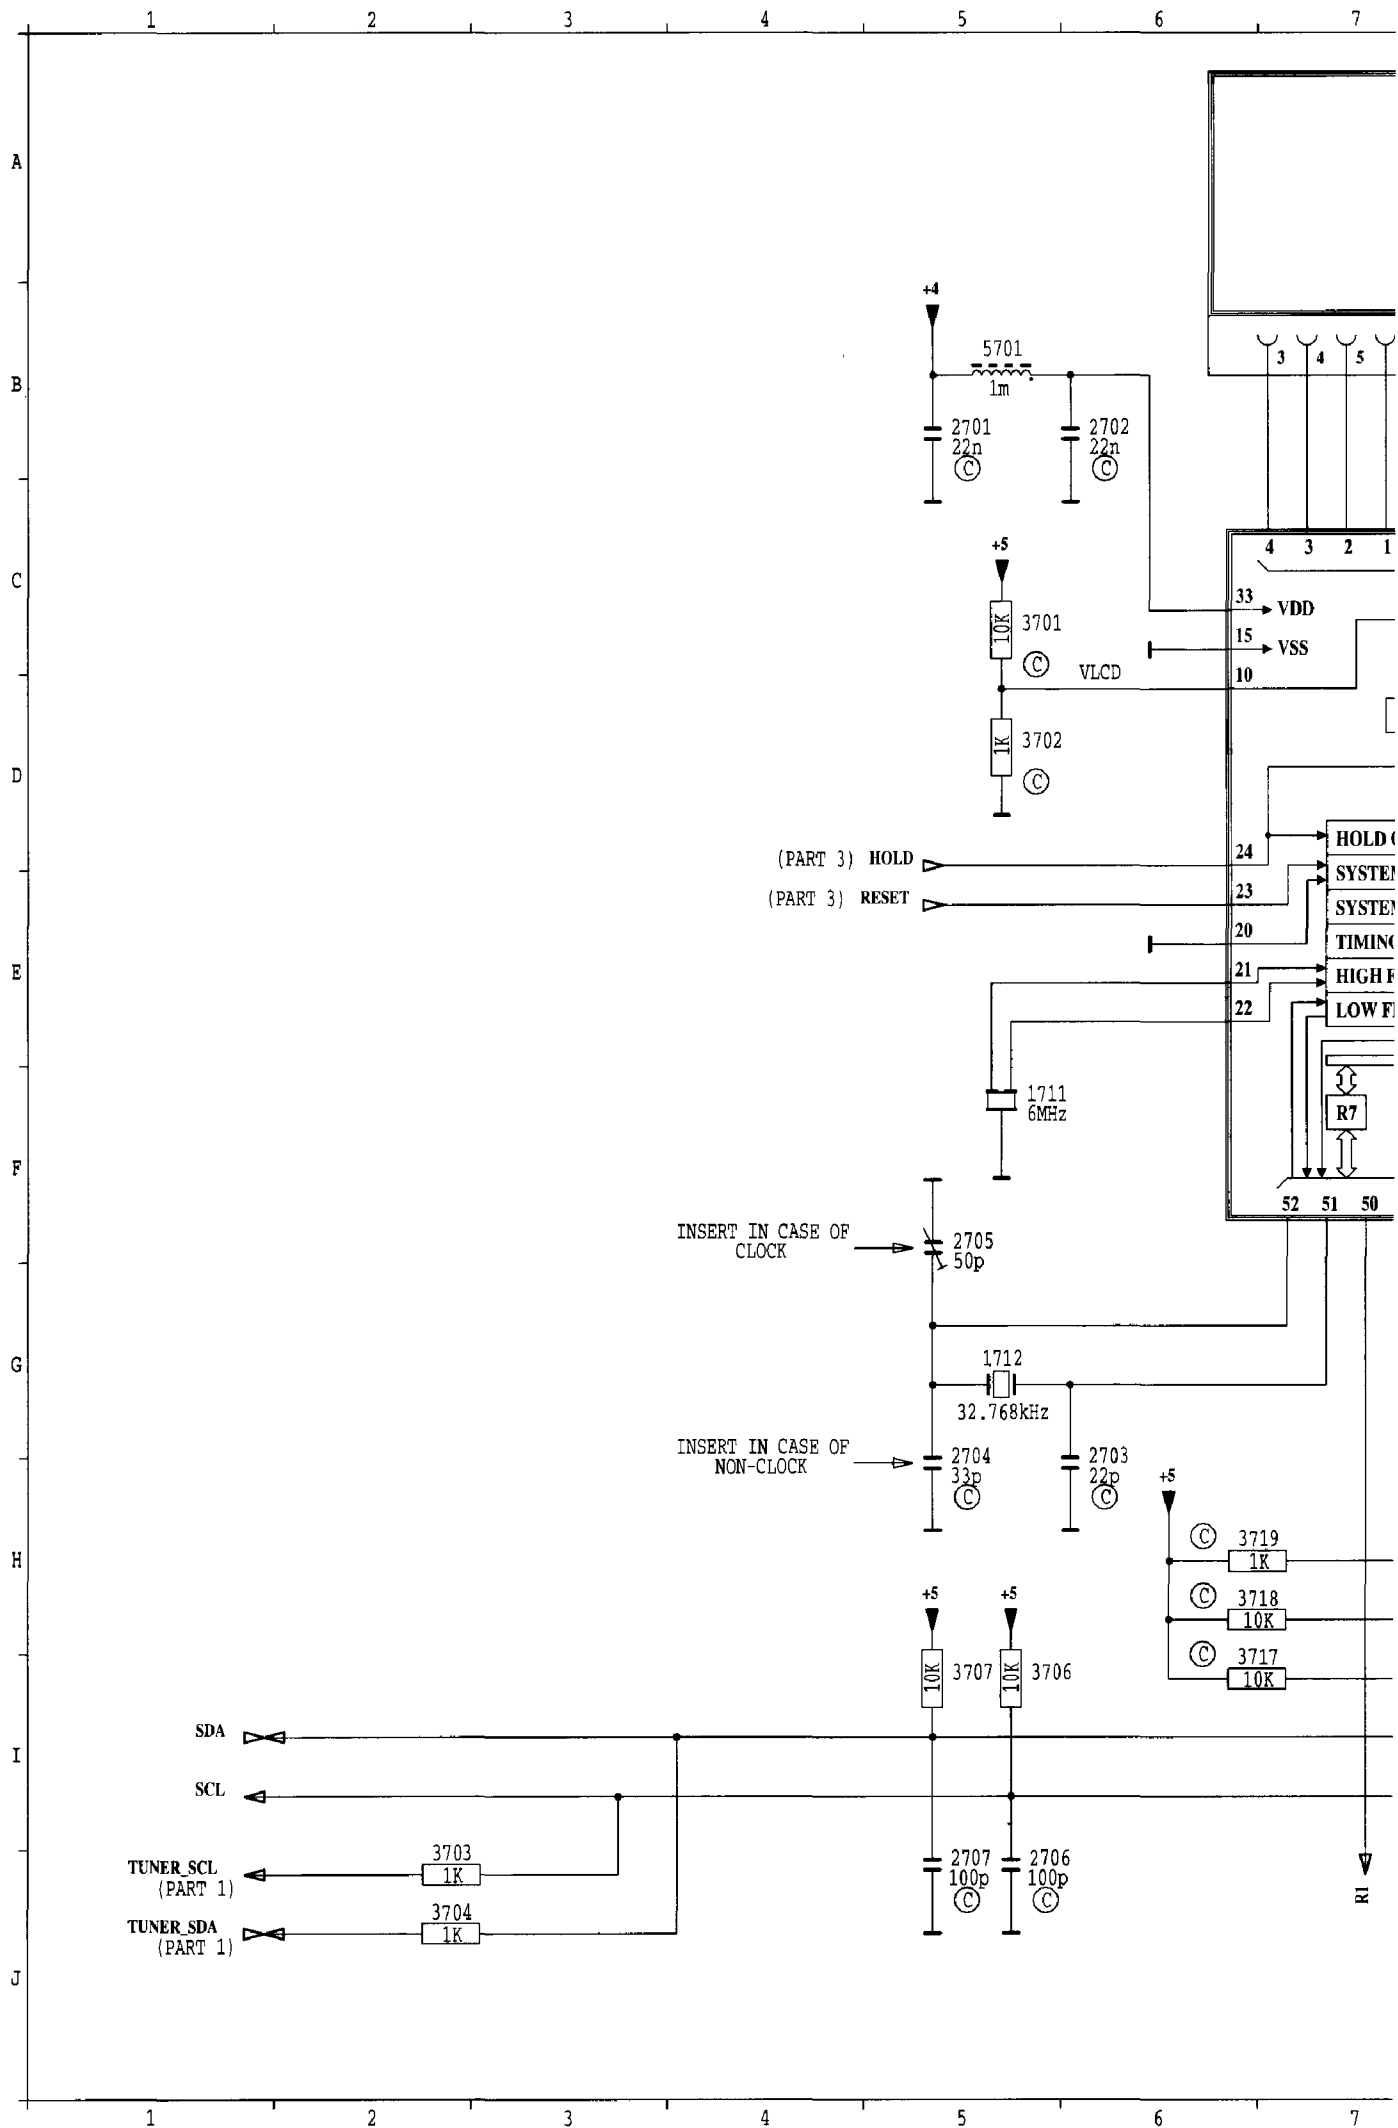 1 2 3 4 5 6 7
A
+4
5701
1m
3 4 5
B
2701
22n
C
2702
22n
C
+5
4 3 2 1
C
10K 3701
C
33
VDD
15
VSS
VLCD
10
1K 3702
C
D
(PART 3) HOLD
24
HOLD
(PART 3) RESET
23
20
21
22
E
HIGH
LOW
1711
6MHz
R7
F
52 51 50
INSERT IN CASE OF
CLOCK
2705
50p
G
1712
32.768kHz
INSERT IN CASE OF
NON-CLOCK
2704
33p
C
2703
22p
C
+5
H
C 3719
1K
C 3718
10K
C 3717
10K
+5 +5
10K 3707 10K 3706
SDA
I
SCL
3703
1K
TUNER_SCL
(PART 1)
3704
1K
TUNER_SDA
(PART 1)
2707
100p
C
2706
100p
C
R1
J
1 2 3 4 5 6 7